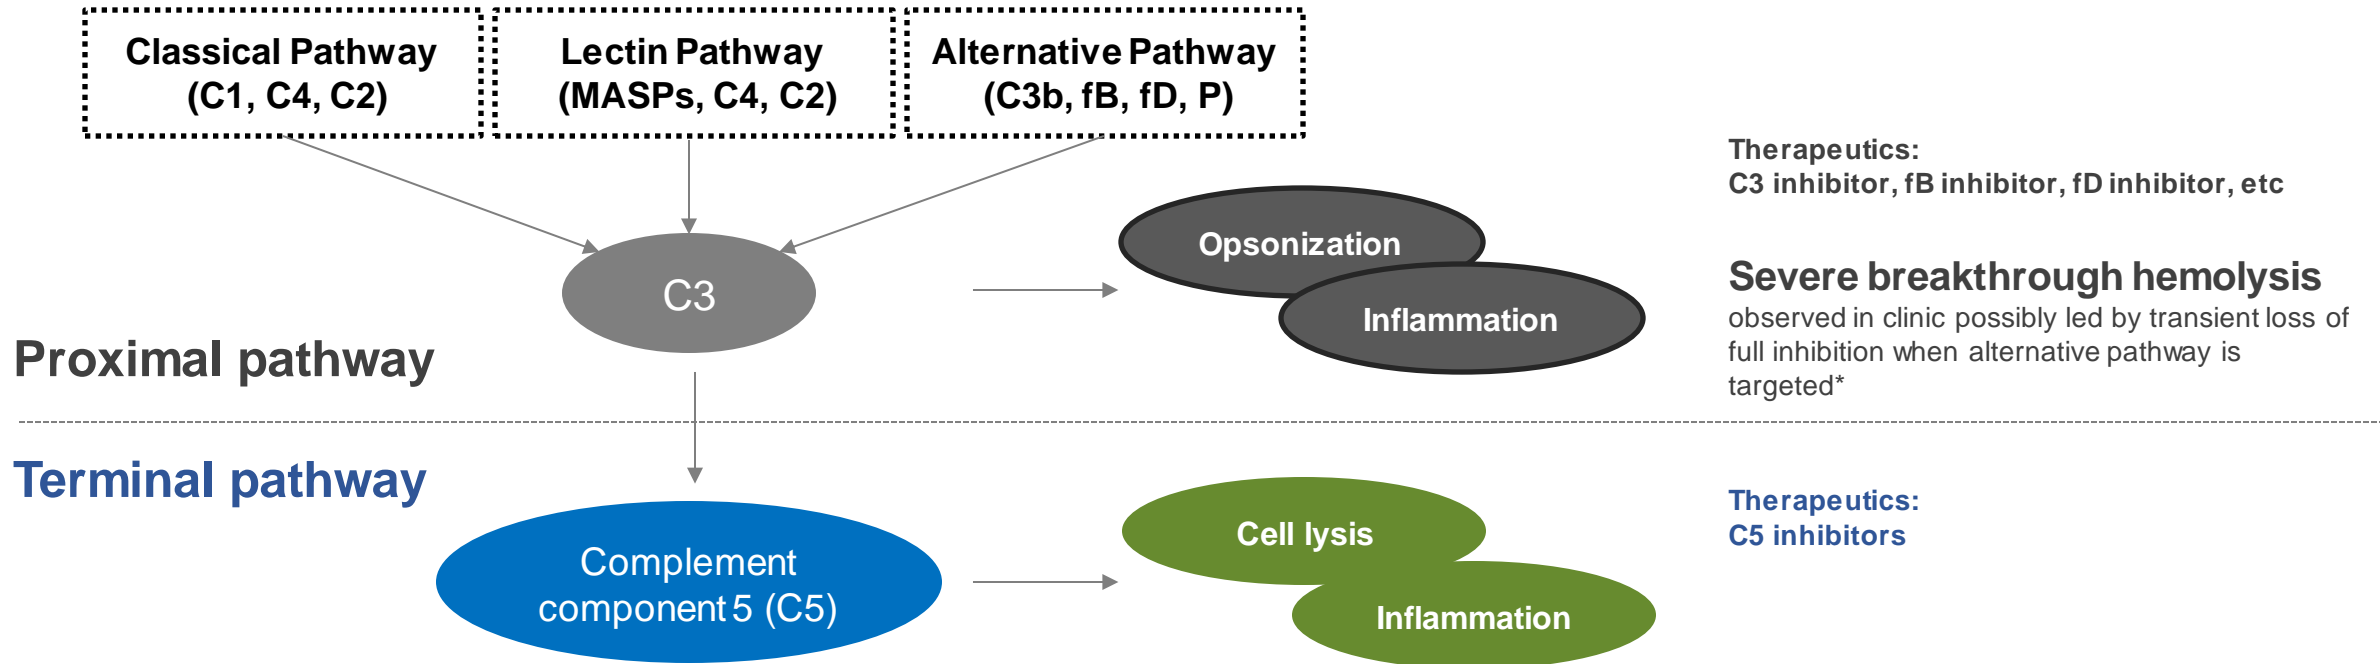 Classical Pathway
(C1, C4, C2)
Lectin Pathway
(MASPs, C4, C2)
Alternative Pathway
(C3b, fB, fD, P)
C3
Opsonization
Inflammation
Therapeutics:
C3 inhibitor, fB inhibitor, fD inhibitor, etc
Severe breakthrough hemolysis
observed in clinic possibly led by transient loss of
full inhibition when alternative pathway is
targeted*
Proximal pathway
Terminal pathway
Complement
component 5 (C5)
Cell lysis
Inflammation
Therapeutics:
C5 inhibitors